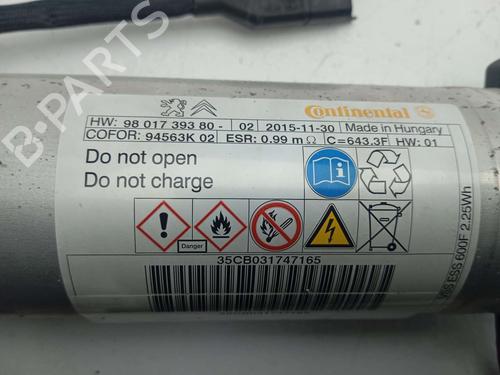 B-PARTS
Continental
HW: 98 017 393 80 - 02 2015-11-30 Made in Hungary
COFOR: 94563K 02 ESR: 0.99 mΩ C=643.3F HW: 01
Do not open
Do not charge
Danger
35CB031747165
ESS 600F 2.25Wh